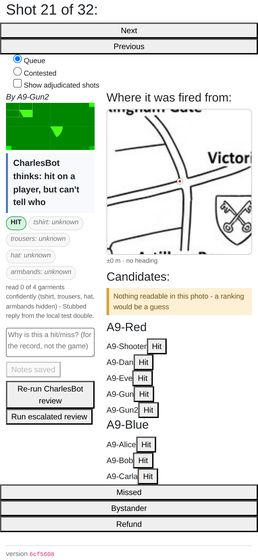 Shot 21 of 32:
Next
Previous
Queue
Contested
Show adjudicated shots
By A9-Gun2
CharlesBot
thinks: hit on a
player, but can't
tell who
HIT
tshirt: unknown
trousers: unknown
hat: unknown
armbands: unknown
read 0 of 4 garments
confidently (tshirt, trousers, hat,
armbands hidden) - Stubbed
reply from the local test double.
Why is this a hit/miss? (for
the record, not the game)
Notes saved
Re-run CharlesBot
review
Run escalated review
Where it was fired from:
Victori
±0 m · no heading
Candidates:
Nothing readable in this photo - a ranking
would be a guess
A9-Red
A9-Shooter Hit
A9-Dan Hit
A9-Eve Hit
A9-Gun Hit
A9-Gun2 Hit
A9-Blue
A9-Alice Hit
A9-Bob Hit
A9-Carla Hit
Missed
Bystander
Refund
version 6cf5608